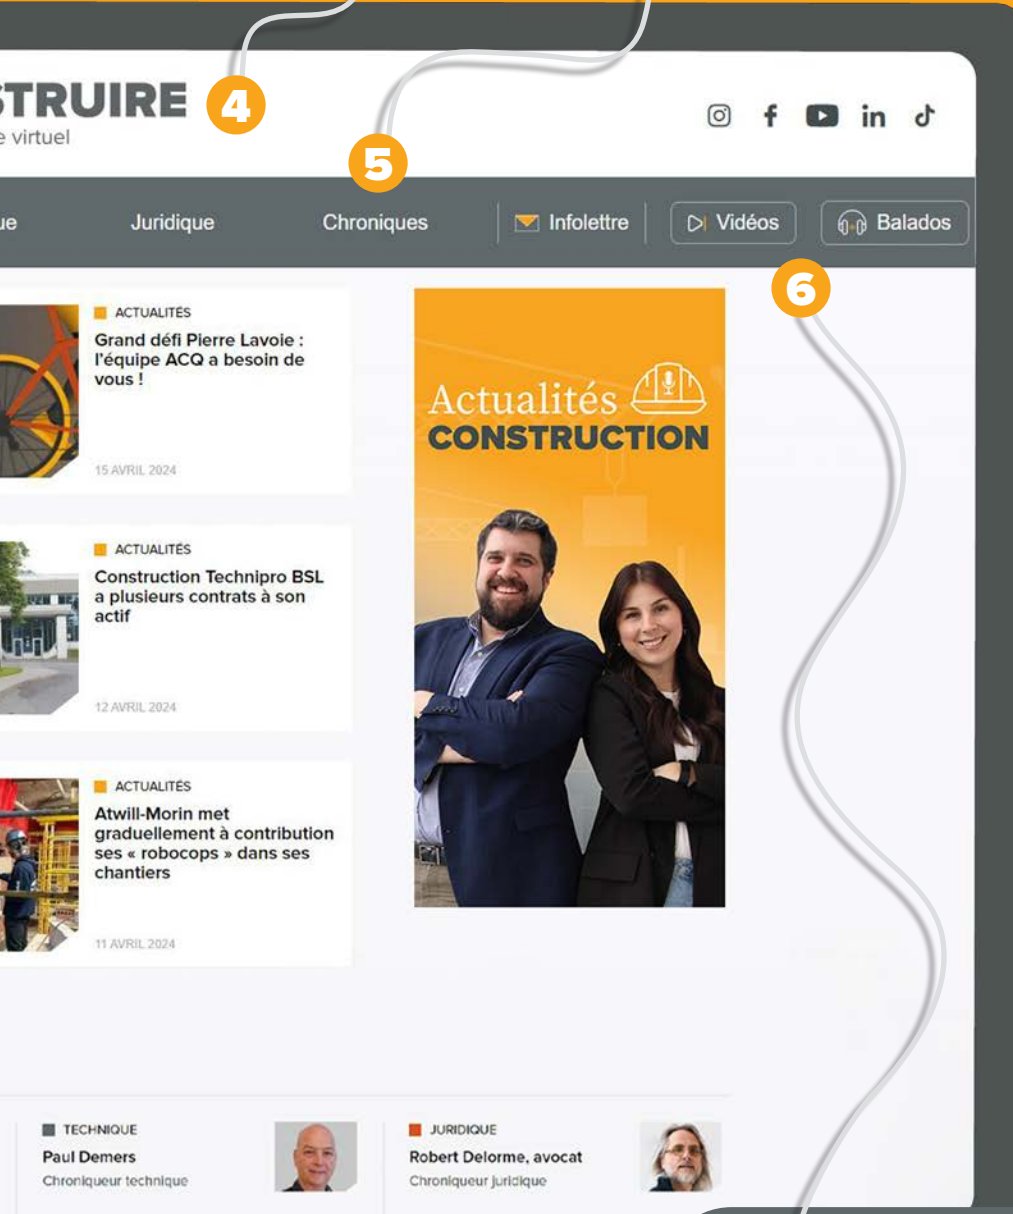 STRUIRE
4
e virtuel
5
ue
Juridique
Chroniques
Infolettre
Vidéos
Balados
6
ACTUALITÉS
Grand défi Pierre Lavoie :
l'équipe ACQ a besoin de
vous !
15 AVRIL 2024
ACTUALITÉS
Construction Technipro BSL
a plusieurs contrats à son
actif
12 AVRIL 2024
ACTUALITÉS
Atwill-Morin met
graduellement à contribution
ses « robocops » dans ses
chantiers
11 AVRIL 2024
Actualités
CONSTRUCTION
TECHNIQUE
Paul Demers
Chroniqueur technique
JURIDIQUE
Robert Delorme, avocat
Chroniqueur juridique